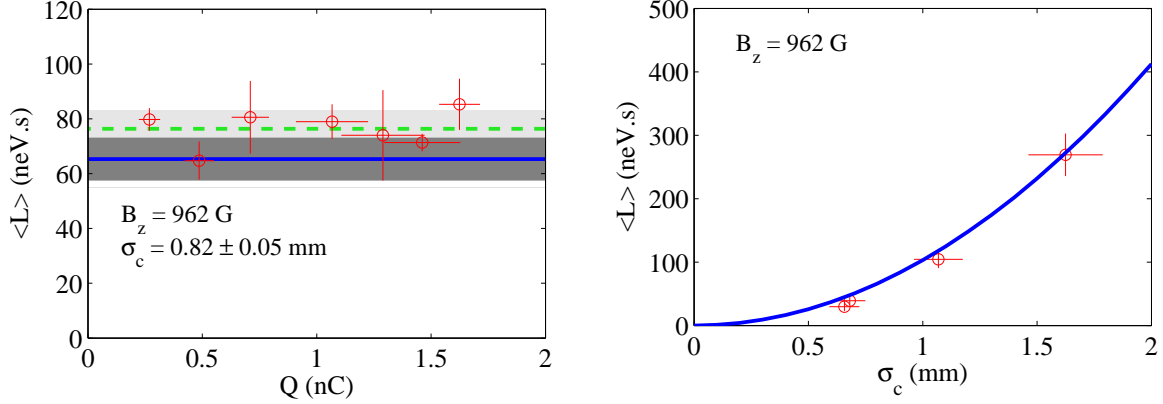 120
100
80
60
40
20
0
<L> (neV.s)
B_z = 962 G
σ_c = 0.82 ± 0.05 mm
0 0.5 1 1.5 2
Q (nC)
500
400
300
200
100
0
<L> (neV.s)
B_z = 962 G
0 0.5 1 1.5 2
σ_c (mm)